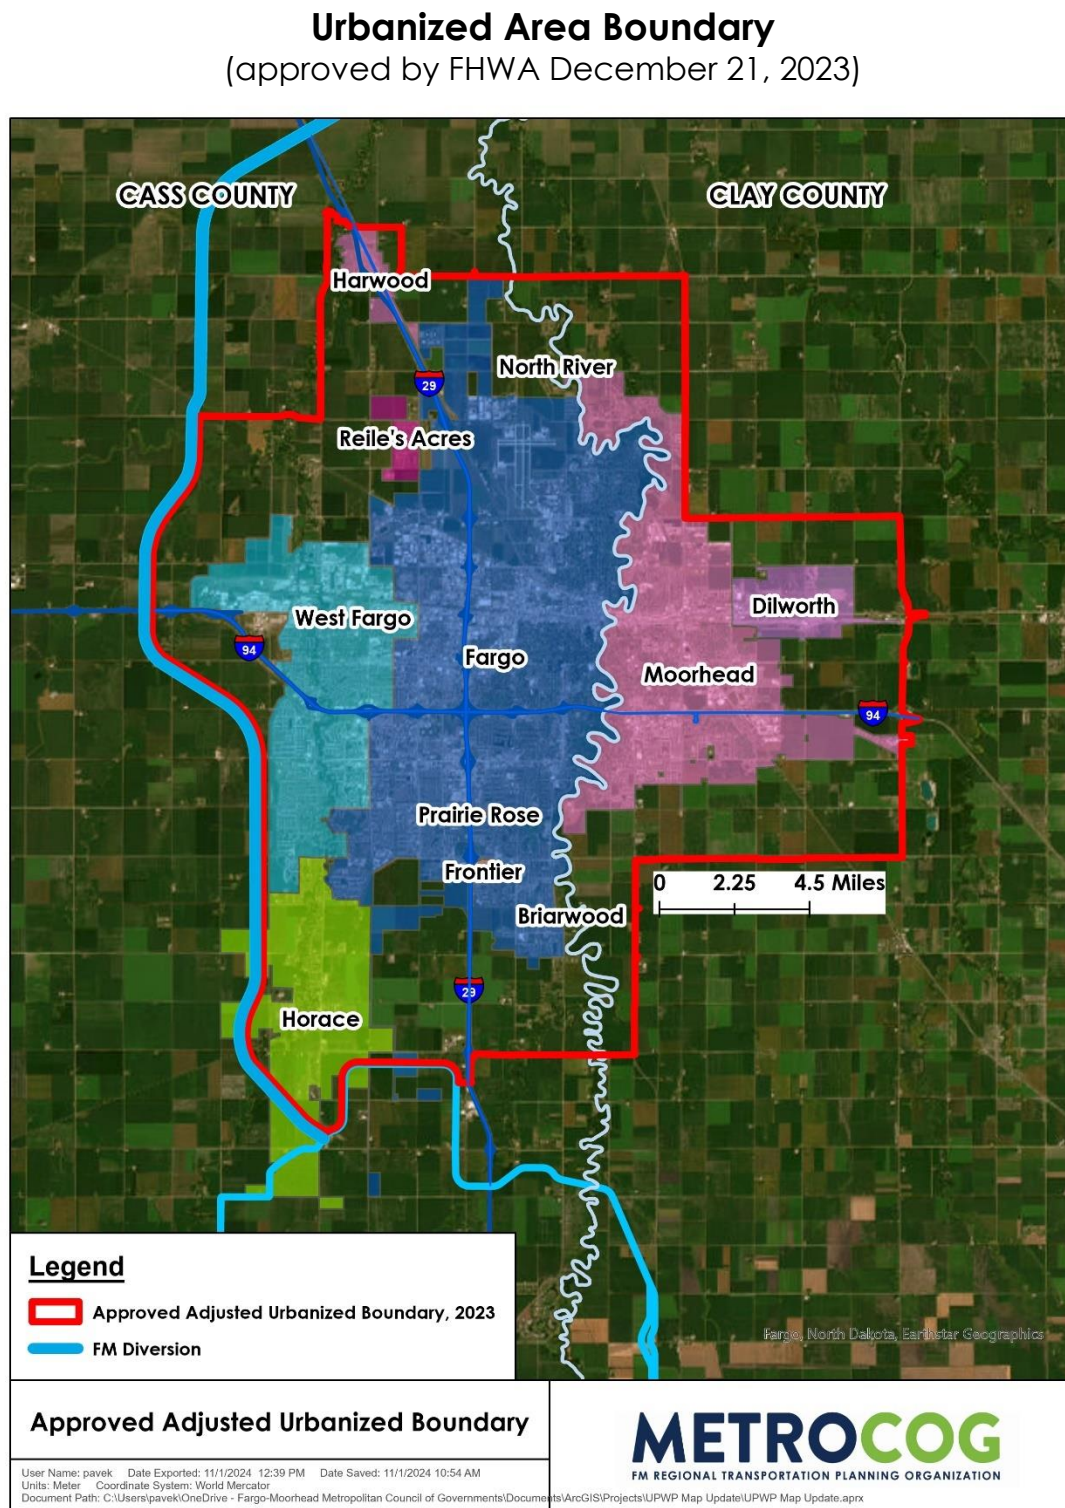 Urbanized Area Boundary
(approved by FHWA December 21, 2023)
CASS COUNTY
CLAY COUNTY
Harwood
North River
29
Reile's Acres
West Fargo
Dilworth
94
Fargo
Moorhead
94
Prairie Rose
Frontier
0 2.25 4.5 Miles
Briarwood
29
Horace
Legend
Approved Adjusted Urbanized Boundary, 2023
FM Diversion
Fargo, North Dakota, Earthstar Geographics
Approved Adjusted Urbanized Boundary
METROCOG
FM REGIONAL TRANSPORTATION PLANNING ORGANIZATION
User Name: pavek Date Exported: 11/1/2024 12:39 PM Date Saved: 11/1/2024 10:54 AM
Units: Meter Coordinate System: World Mercator
Document Path: C:\Users\pavek\OneDrive - Fargo-Moorhead Metropolitan Council of Governments\Documents\ArcGIS\Projects\UPWP Map Update\UPWP Map Update.aprx